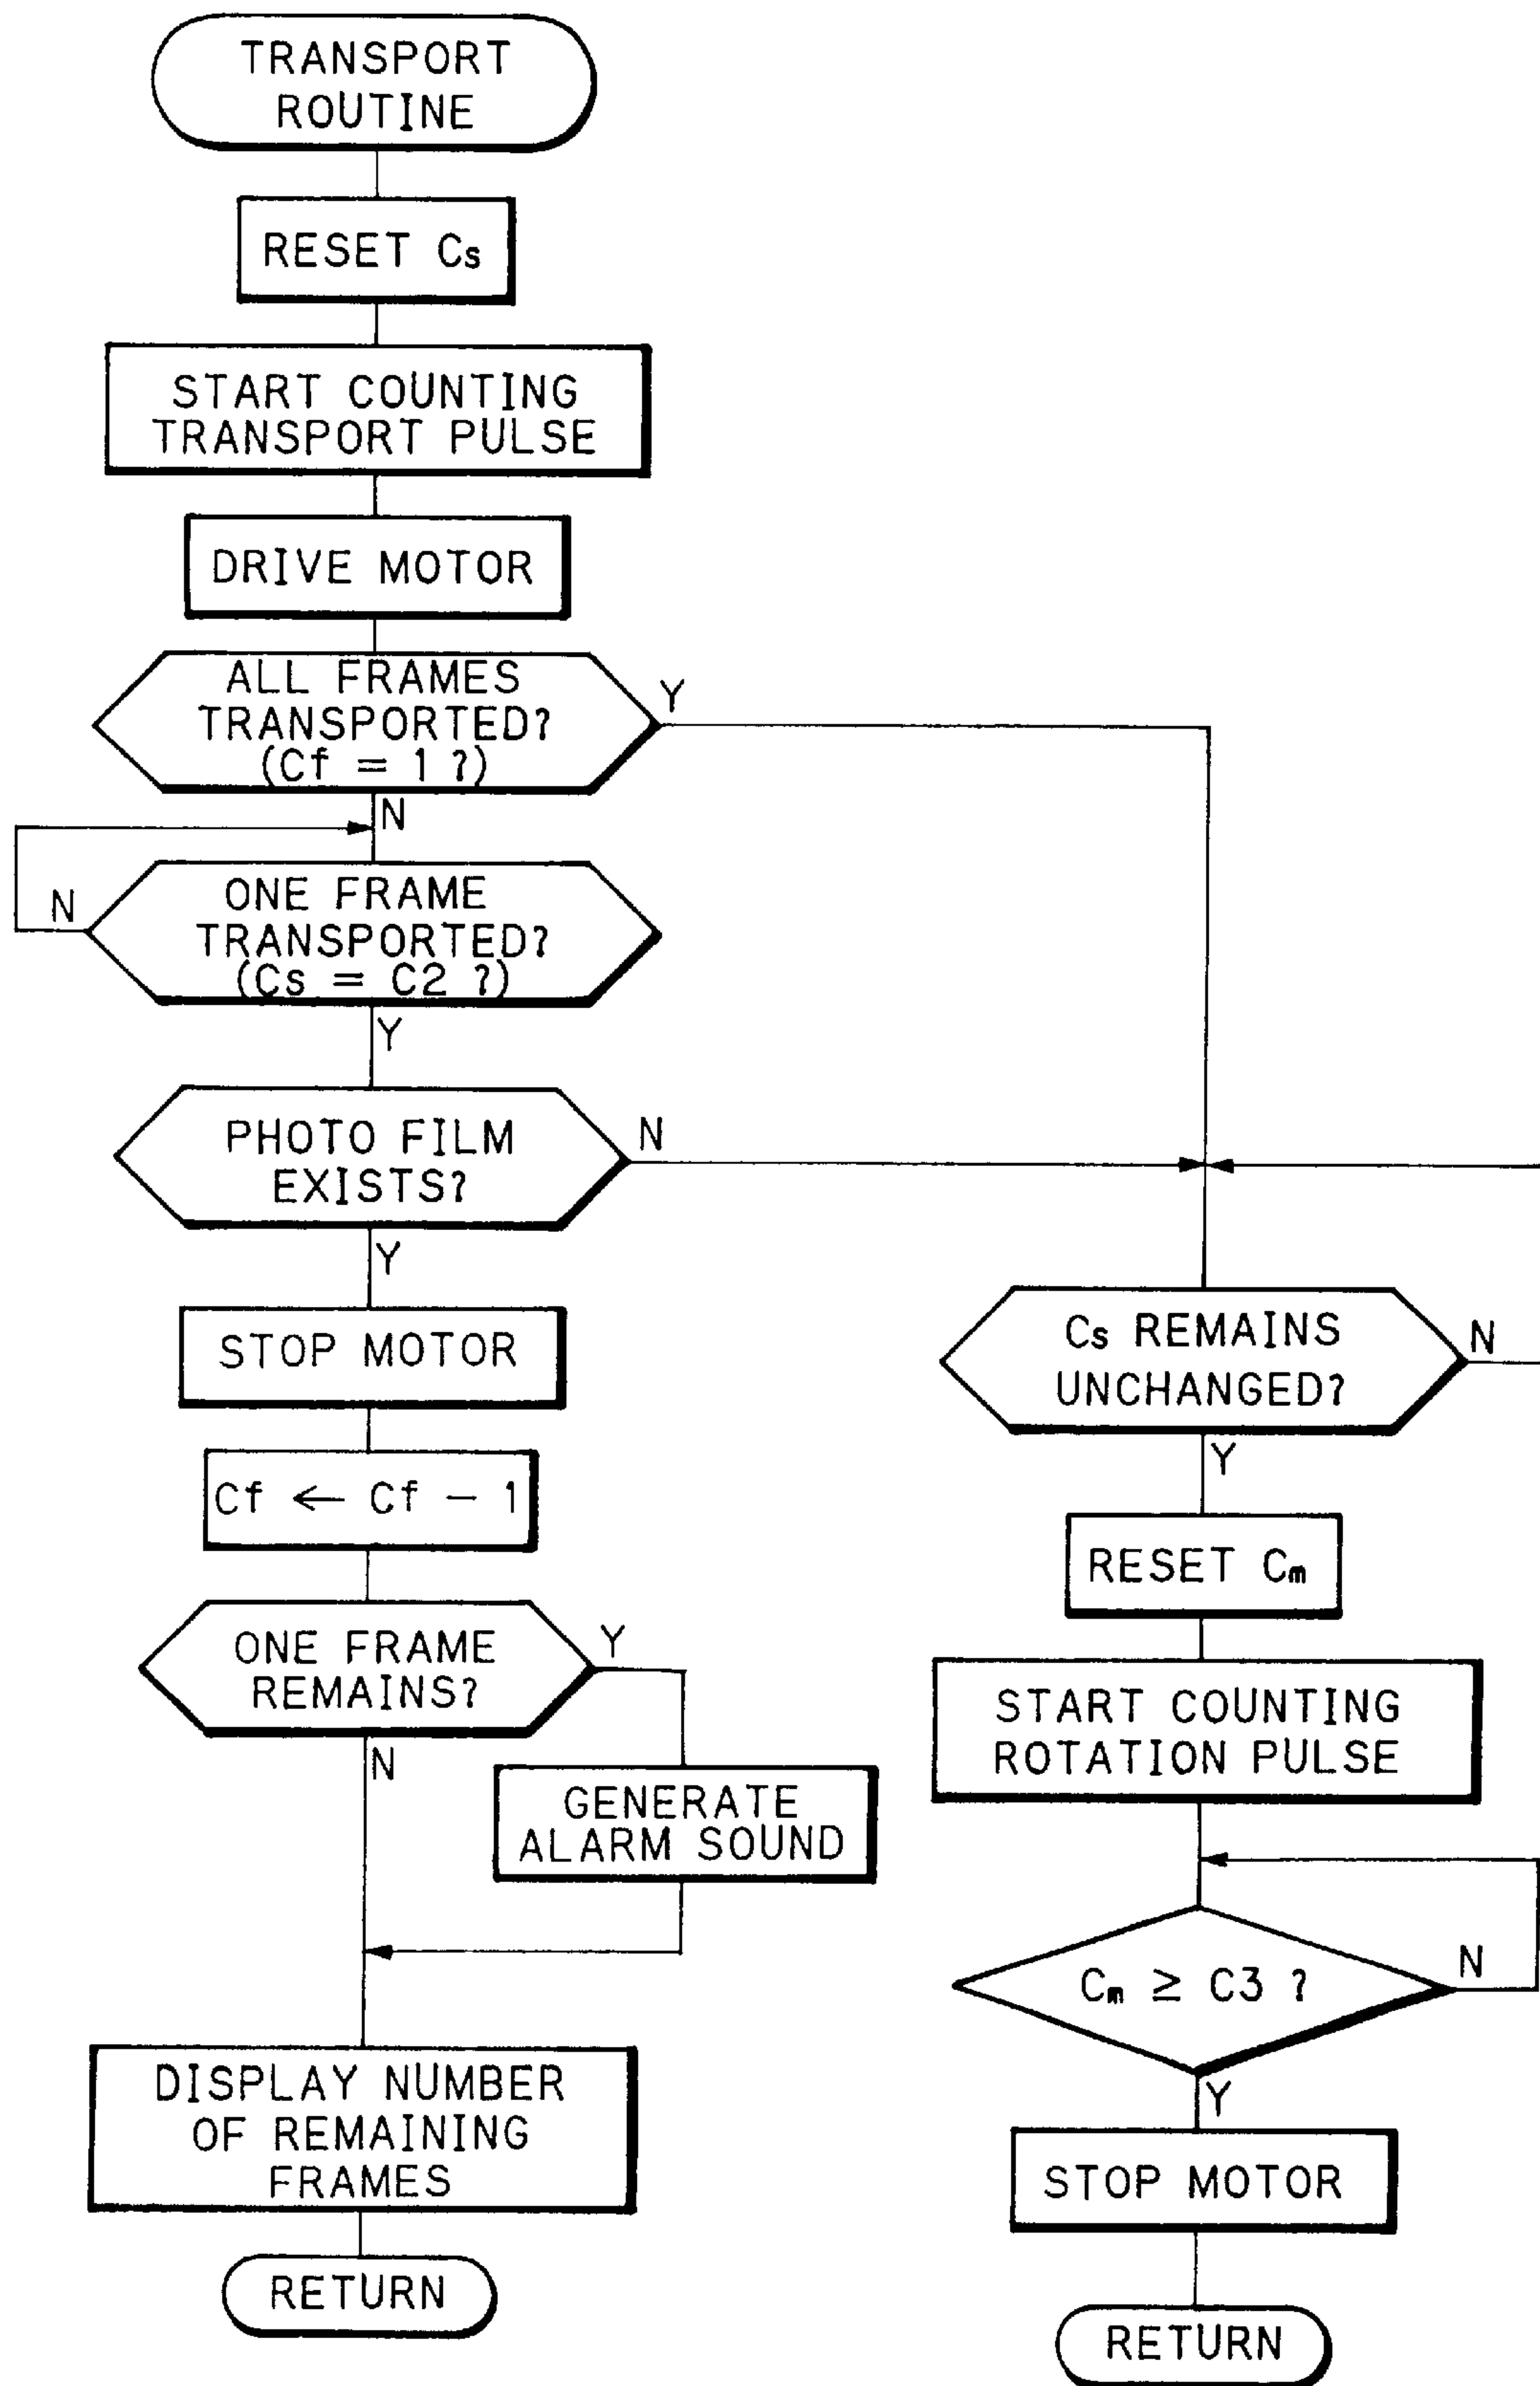 TRANSPORT
ROUTINE
RESET Cs
START COUNTING
TRANSPORT PULSE
DRIVE MOTOR
ALL FRAMES
TRANSPORTED?
(Cf = 1 ?)
Y
N
ONE FRAME
TRANSPORTED?
(Cs = C2 ?)
N
Y
PHOTO FILM
EXISTS?
N
Y
STOP MOTOR
Cf ← Cf - 1
ONE FRAME
REMAINS?
Y
N
GENERATE
ALARM SOUND
DISPLAY NUMBER
OF REMAINING
FRAMES
RETURN
Cs REMAINS
UNCHANGED?
N
Y
RESET Cm
START COUNTING
ROTATION PULSE
Cm ≥ C3 ?
N
Y
STOP MOTOR
RETURN